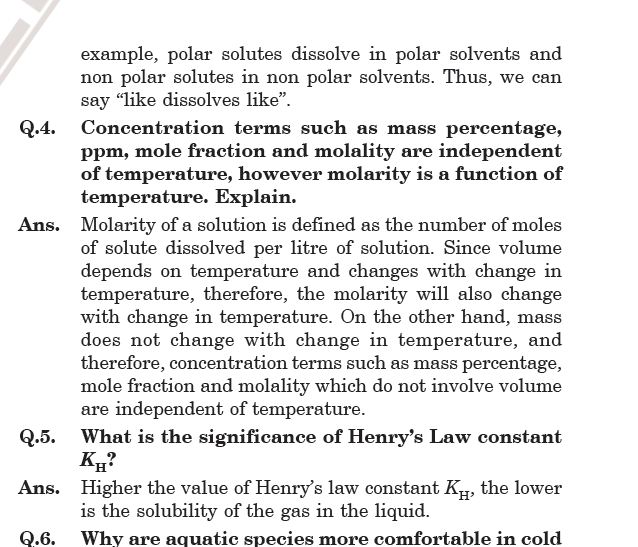 example, polar solutes dissolve in polar solvents and
non polar solutes in non polar solvents. Thus, we can
say “like dissolves like”.
Q.4. Concentration terms such as mass percentage,
ppm, mole fraction and molality are independent
of temperature, however molarity is a function of
temperature. Explain.
Ans. Molarity of a solution is defined as the number of moles
of solute dissolved per litre of solution. Since volume
depends on temperature and changes with change in
temperature, therefore, the molarity will also change
with change in temperature. On the other hand, mass
does not change with change in temperature, and
therefore, concentration terms such as mass percentage,
mole fraction and molality which do not involve volume
are independent of temperature.
Q.5. What is the significance of Henry’s Law constant
K_H?
Ans. Higher the value of Henry’s law constant K_H, the lower
is the solubility of the gas in the liquid.
Q.6. Why are aquatic species more comfortable in cold